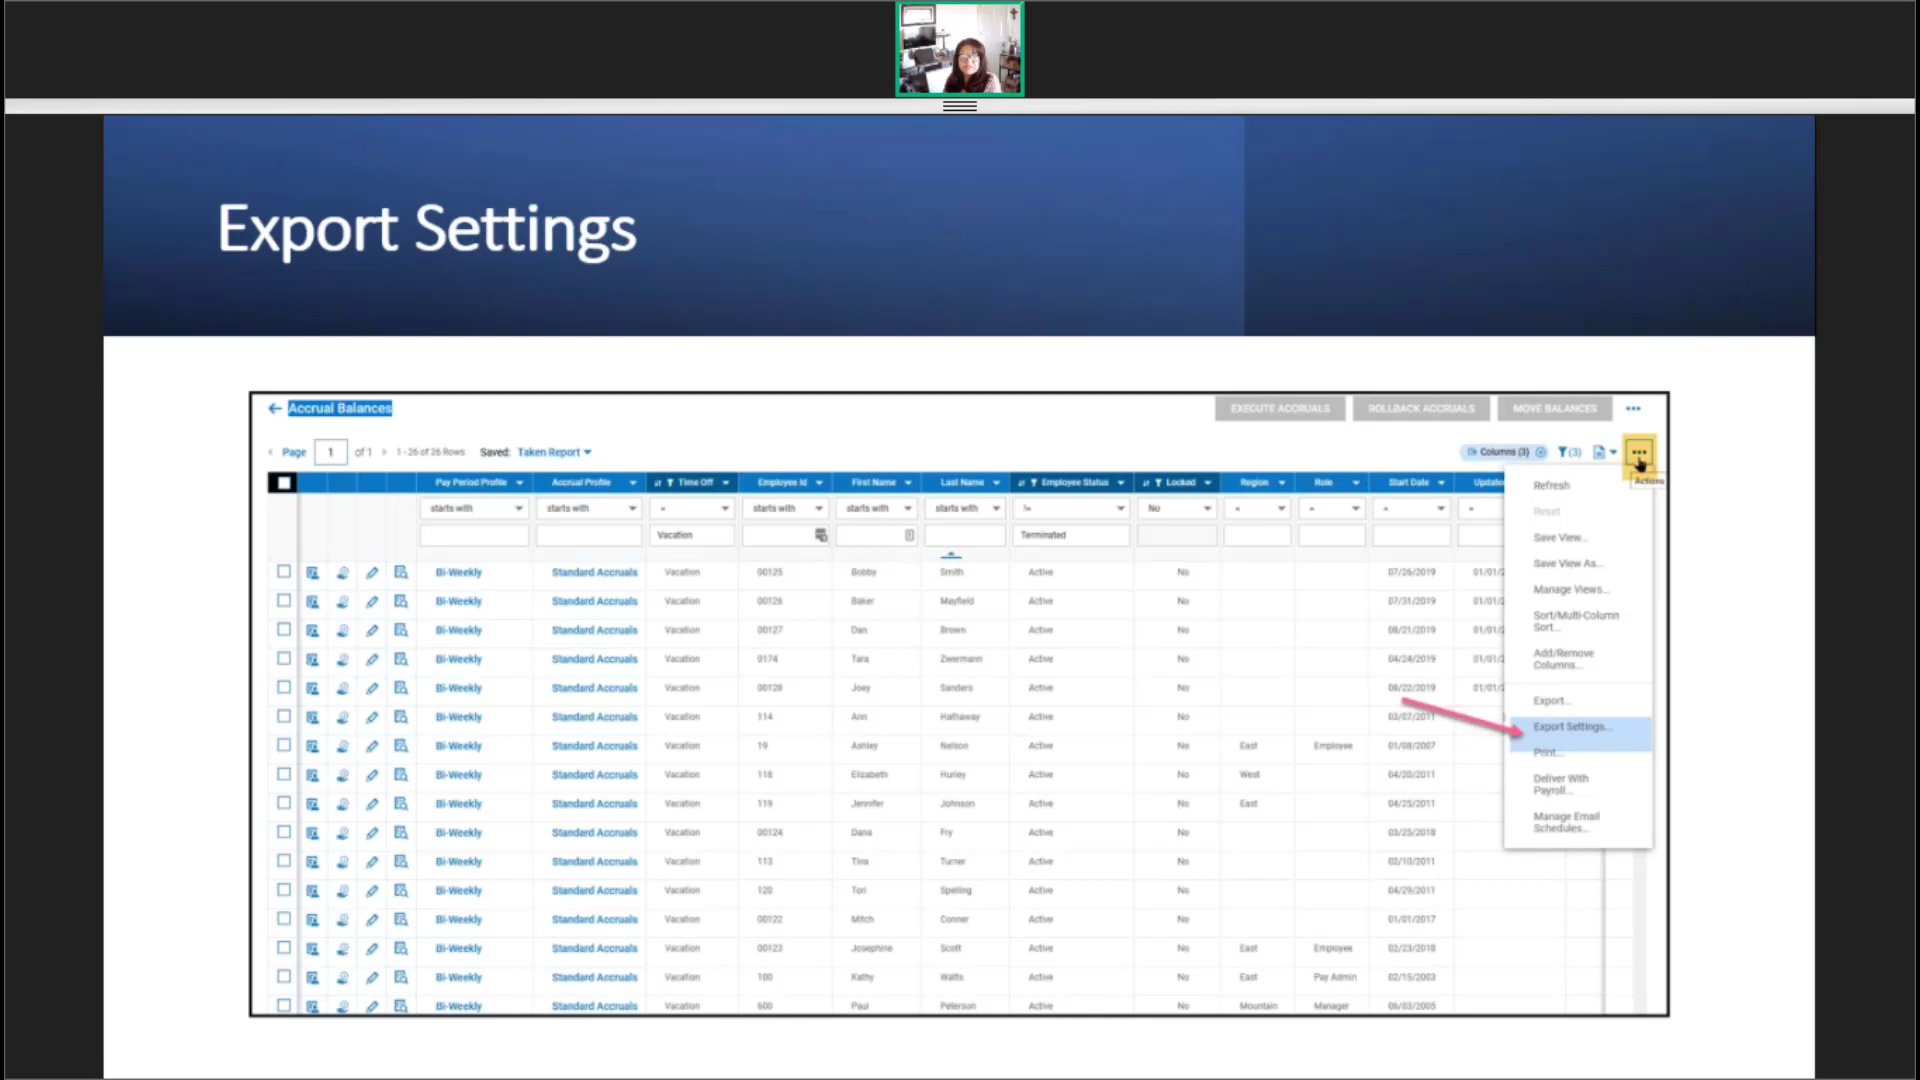 Export Settings
Accrual Balances
EXECUTE ACCRUALS ROLLBACK ACCRUALS MOVE BALANCES
Page 1 of 1 1 - 26 of 26 Rows Saved: Taken Report Columns (3) (3)
Actions
Pay Period Profile Accrual Profile Time Off Employee Id First Name Last Name Employee Status Locked Region Role Start Date
starts with starts with = starts with starts with starts with != No = = =  =
Vacation Terminated
Bi-Weekly Standard Accruals Vacation 00125 Bobby Smith Active No 07/26/2019
Bi-Weekly Standard Accruals Vacation 00126 Baker Mayfield Active No 07/31/2019
Bi-Weekly Standard Accruals Vacation 00127 Dan Brown Active No 08/21/2019
Bi-Weekly Standard Accruals Vacation 0174 Tara Zwermann Active No 04/24/2019
Bi-Weekly Standard Accruals Vacation 00128 Joey Sanders Active No 08/22/2019
Bi-Weekly Standard Accruals Vacation 114 Ann Hathaway Active No 03/07/2011
Bi-Weekly Standard Accruals Vacation 19 Ashley Nelson Active No East Employee 01/08/2007
Bi-Weekly Standard Accruals Vacation 118 Elizabeth Hurley Active No West 04/20/2011
Bi-Weekly Standard Accruals Vacation 119 Jennifer Johnson Active No East 04/25/2011
Bi-Weekly Standard Accruals Vacation 00124 Dana Fry Active No 03/25/2018
Bi-Weekly Standard Accruals Vacation 113 Tina Turner Active No 02/10/2011
Bi-Weekly Standard Accruals Vacation 120 Tori Spelling Active No 04/29/2011
Bi-Weekly Standard Accruals Vacation 00122 Mitch Conner Active No 01/01/2017
Bi-Weekly Standard Accruals Vacation 00123 Josephine Scott Active No East Employee 02/23/2018
Bi-Weekly Standard Accruals Vacation 100 Kathy Watts Active No East Pay Admin 02/15/2003
Bi-Weekly Standard Accruals Vacation 600 Paul Peterson Active No Mountain Manager 06/03/2005
Refresh
Reset
Save View...
Save View As...
Manage Views...
Sort/Multi-Column
Sort...
Add/Remove
Columns...
Export...
Export Settings...
Print...
Deliver With
Payroll...
Manage Email
Schedules...